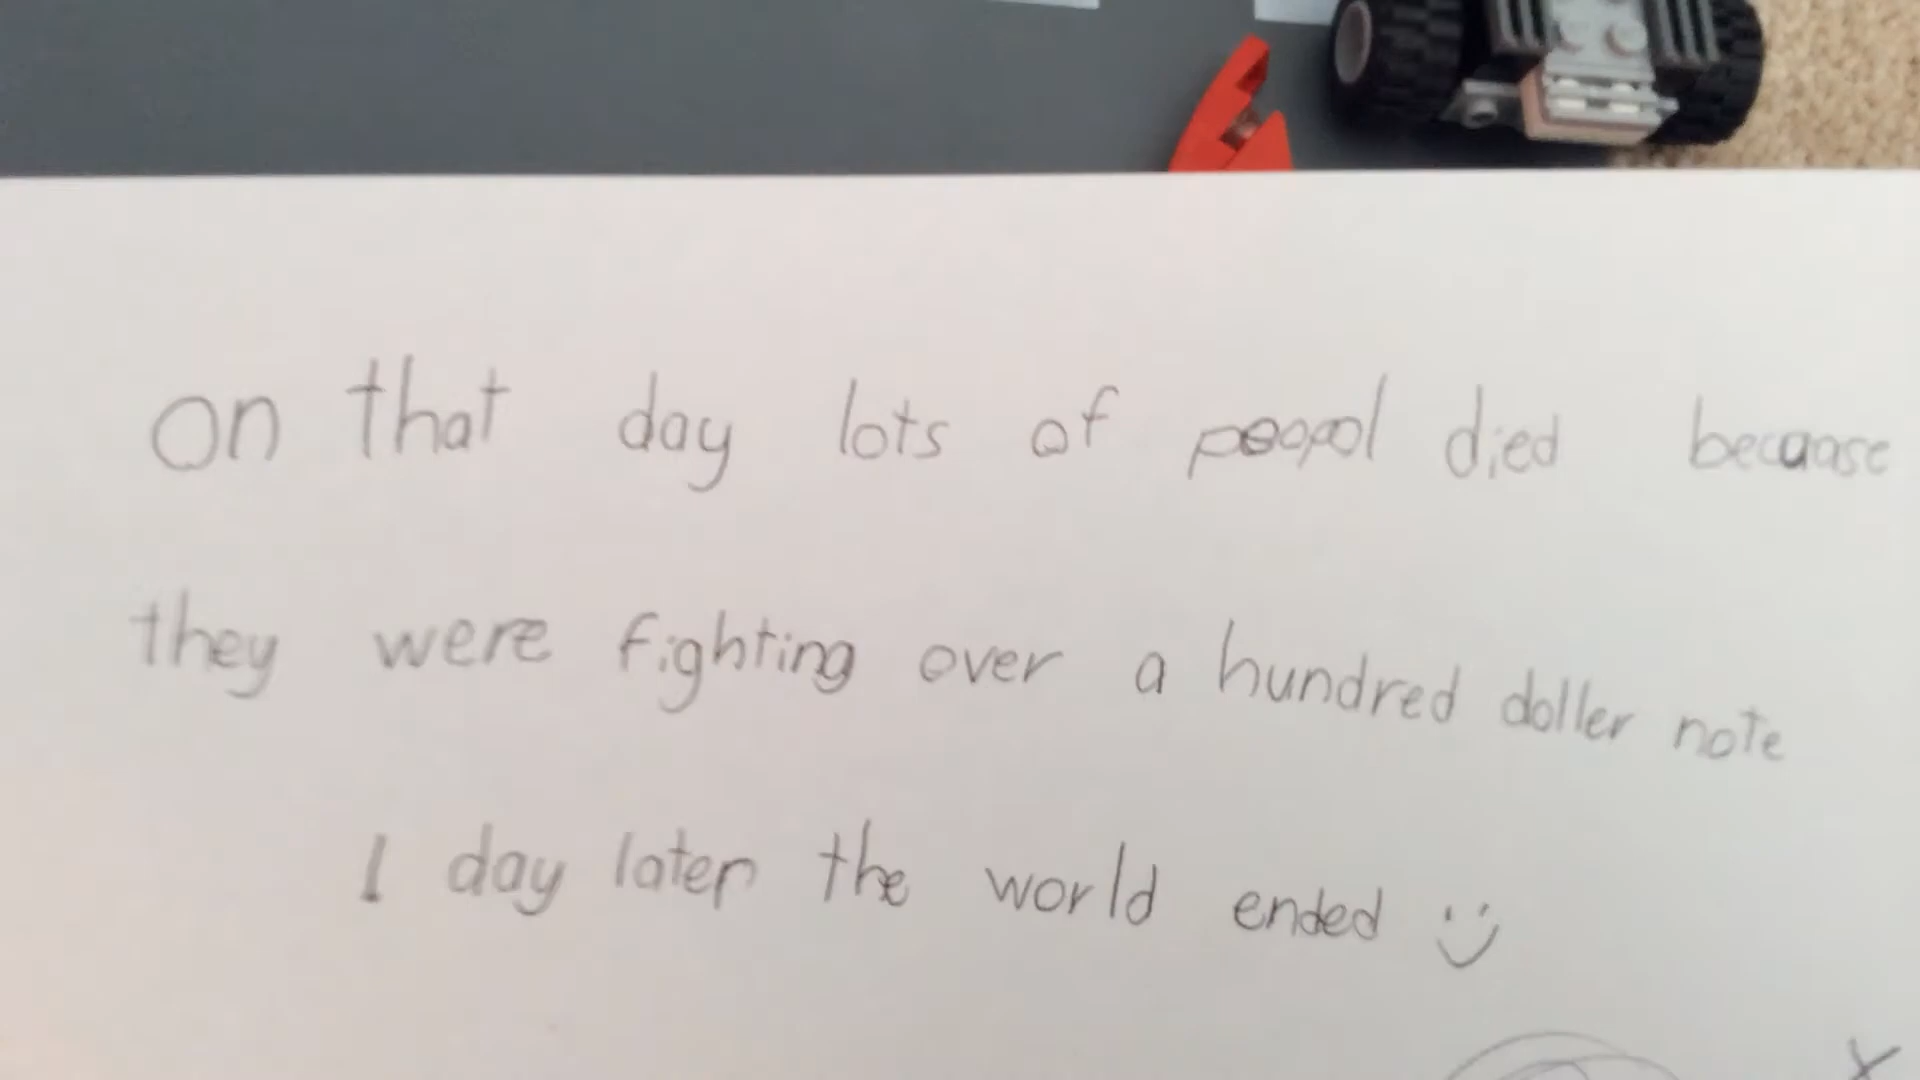 on that day lots of peopol died becaase
they were fighting over a hundred doller note
1 day later the world ended :)